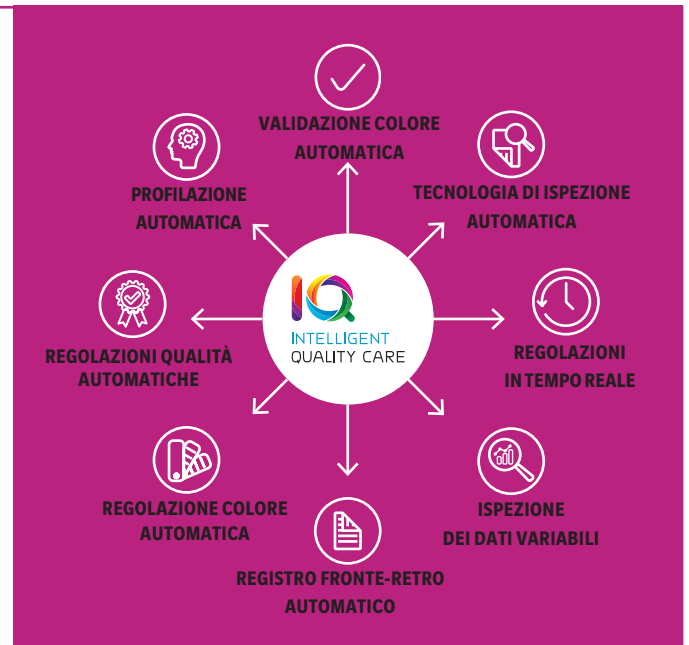 VALIDAZIONE COLORE
AUTOMATICA
TECNOLOGIA DI ISPEZIONE
AUTOMATICA
REGOLAZIONI
IN TEMPO REALE
ISPEZIONE
DEI DATI VARIABILI
REGISTRO FRONTE-RETRO
AUTOMATICO
REGOLAZIONE COLORE
AUTOMATICA
REGOLAZIONI QUALITÀ
AUTOMATICHE
PROFILAZIONE
AUTOMATICA
IQ
INTELLIGENT
QUALITY CARE